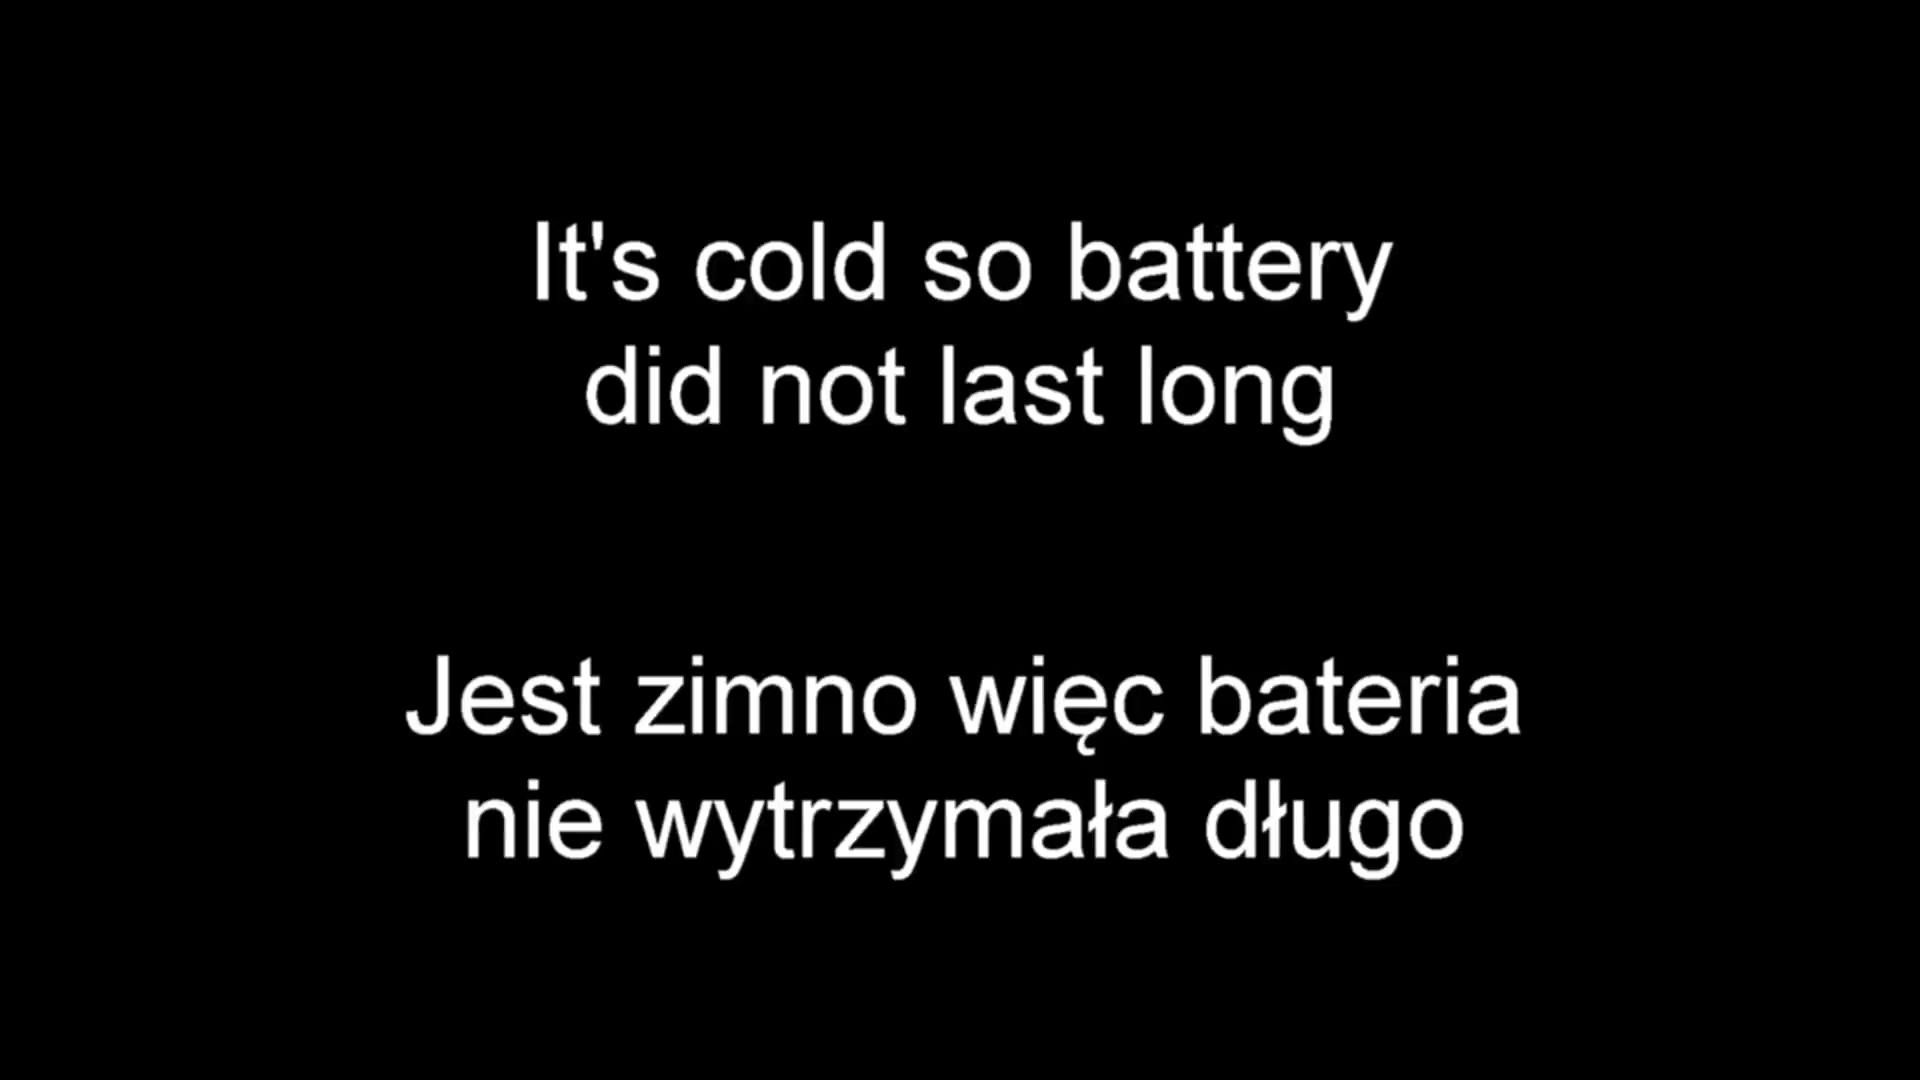 It's cold so battery
did not last long
Jest zimno więc bateria
nie wytrzymała długo